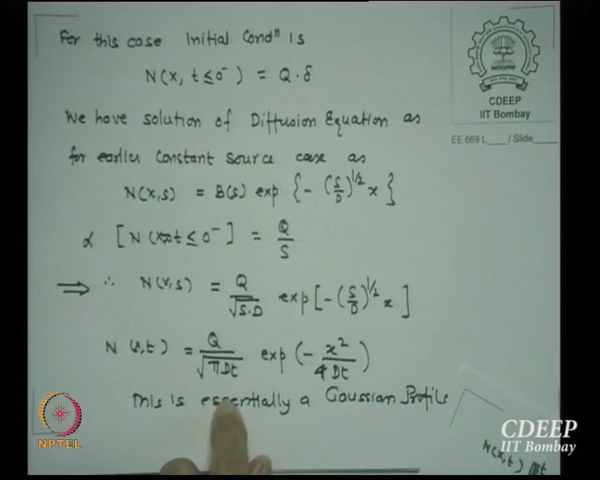 For this case Initial Condⁿ is
N(x, t ≤ 0⁻) = Q·δ
We have solution of Diffusion Equation as
for earlier constant source case as
N(x,s) = B(s) exp {-(S/D)^1/2 x}
α [N(x=0 t ≤ 0⁻] = Q/S
⟹ ∴ N(x,s) = Q/√S.D exp[-(S/D)^1/2 x]
N(x,t) = Q/√πDt exp(-x²/4Dt)
This is essentially a Gaussian Profile
CDEEP
IIT Bombay
EE 669 L___ / Slide___
NPTEL
N(x,t)
CDEEP
IIT Bombay